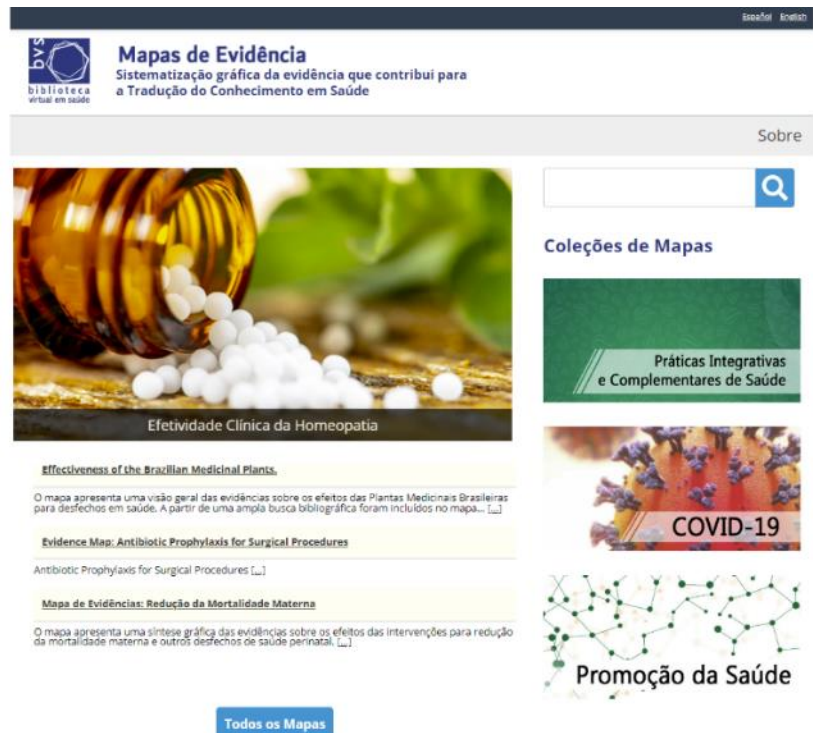 Español English
bvs
biblioteca
virtual em saúde
Mapas de Evidência
Sistematização gráfica da evidência que contribui para
a Tradução do Conhecimento em Saúde
Sobre
Efetividade Clínica da Homeopatia
Effectiveness of the Brazilian Medicinal Plants.
O mapa apresenta uma visão geral das evidências sobre os efeitos das Plantas Medicinais Brasileiras
para desfechos em saúde. A partir de uma ampla busca bibliográfica foram incluídos no mapa... [...]
Evidence Map: Antibiotic Prophylaxis for Surgical Procedures
Antibiotic Prophylaxis for Surgical Procedures [...]
Mapa de Evidências: Redução da Mortalidade Materna
O mapa apresenta uma síntese gráfica das evidências sobre os efeitos das intervenções para redução
da mortalidade materna e outros desfechos de saúde perinatal. [...]
Todos os Mapas
Coleções de Mapas
Práticas Integrativas
e Complementares de Saúde
COVID-19
Promoção da Saúde